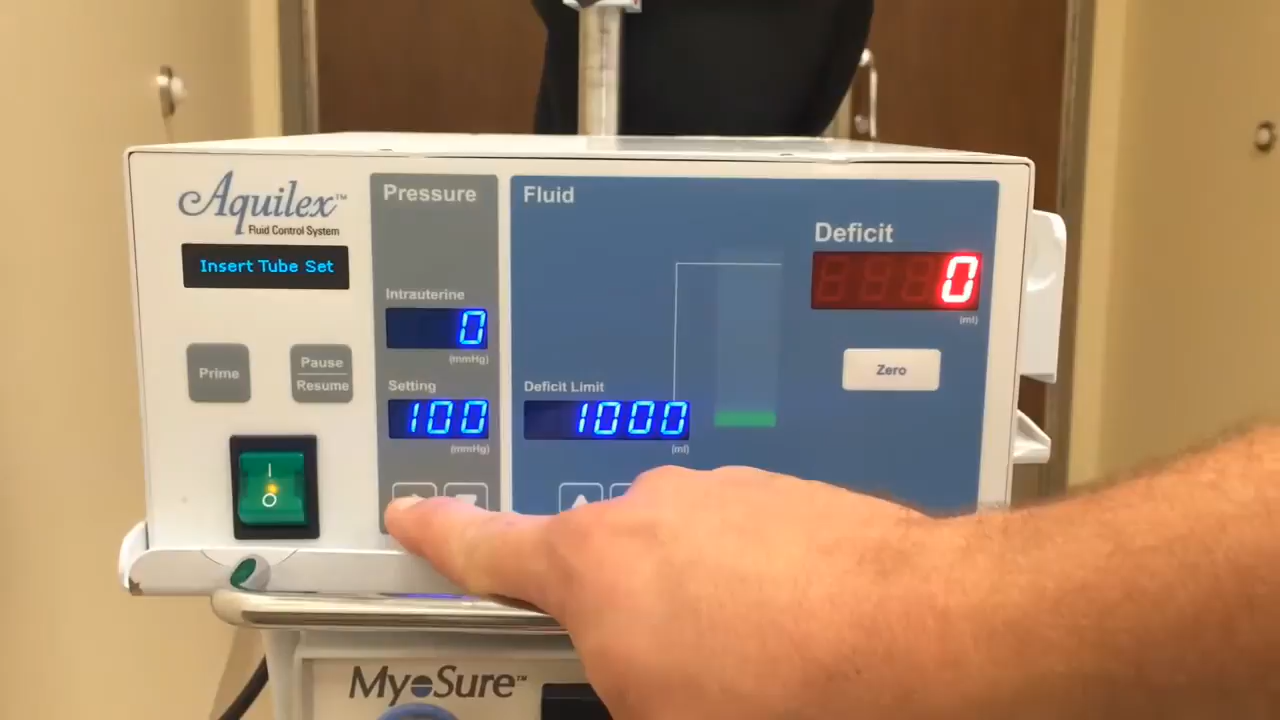 Aquilex™
Fluid Control System
Insert Tube Set
Prime
Pause
Resume
Pressure
Intrauterine
0
(mmHg)
Setting
100
(mmHg)
Fluid
Deficit Limit
1000
(ml)
Deficit
0
(ml)
Zero
MyoSure™